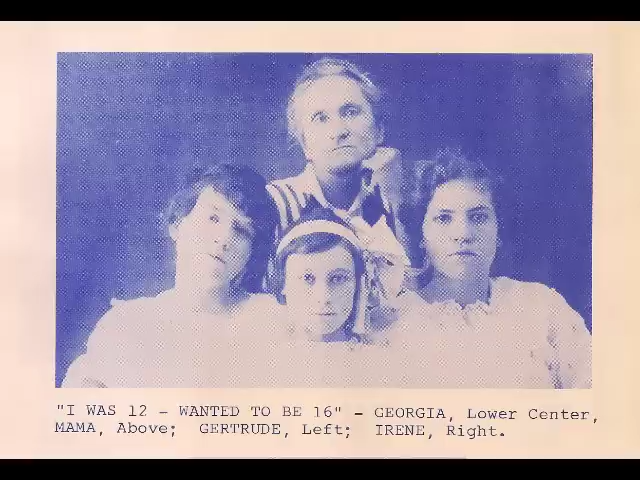 "I WAS 12 - WANTED TO BE 16" - GEORGIA, Lower Center,
MAMA, Above; GERTRUDE, Left; IRENE, Right.